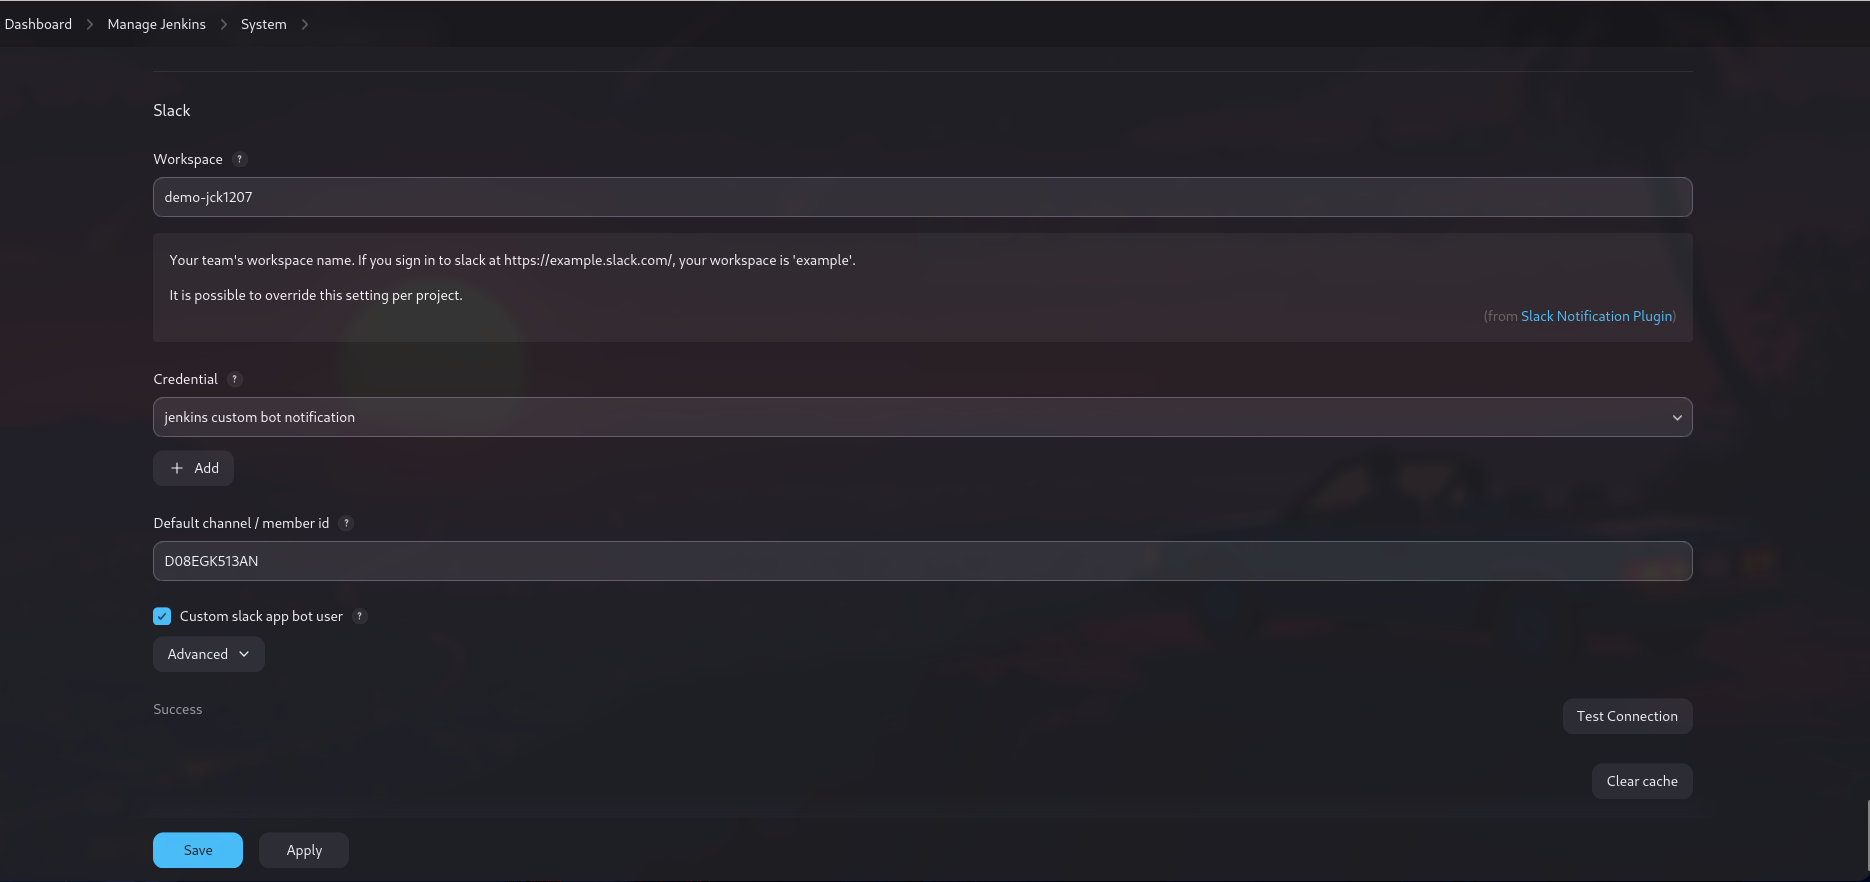 Dashboard > Manage Jenkins > System >
Slack
Workspace ?
demo-jck1207
Your team's workspace name. If you sign in to slack at https://example.slack.com/, your workspace is 'example'.
It is possible to override this setting per project.
(from Slack Notification Plugin)
Credential ?
jenkins custom bot notification
+ Add
Default channel / member id ?
D08EGK513AN
Custom slack app bot user ?
Advanced
Success
Test Connection
Clear cache
Save Apply